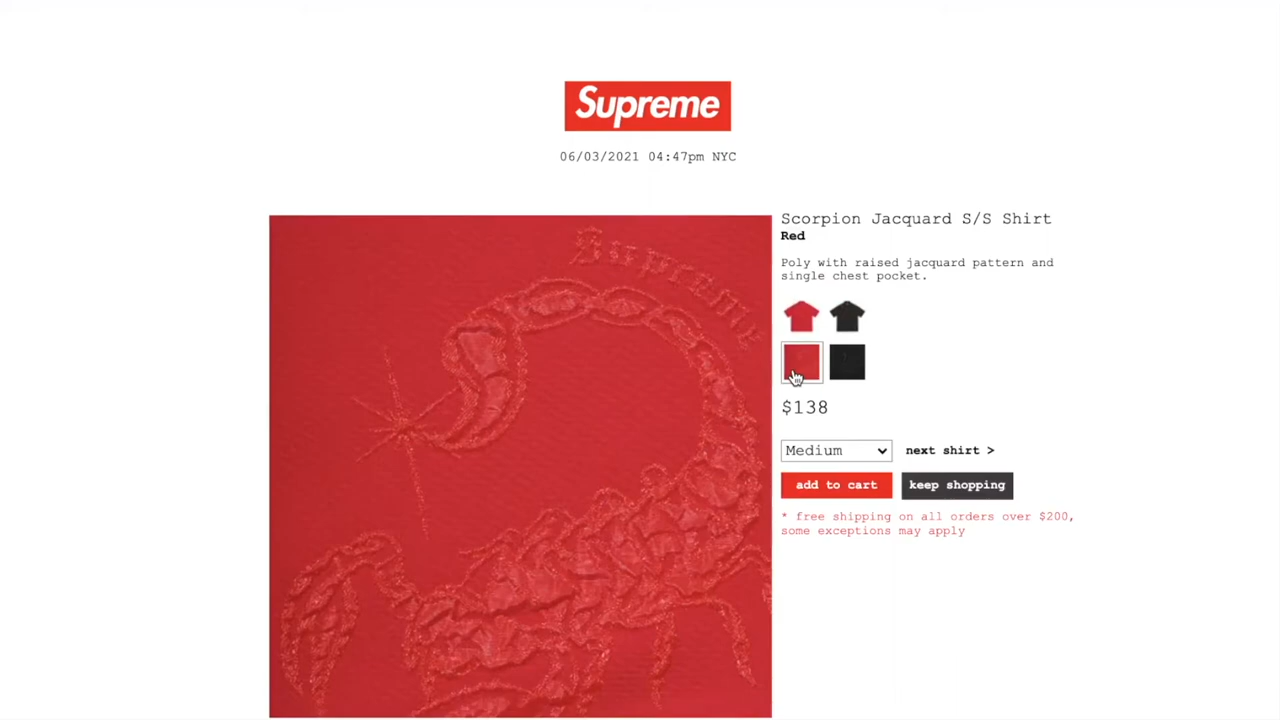 Supreme
06/03/2021 04:47pm NYC
Supreme
Scorpion Jacquard S/S Shirt
Red
Poly with raised jacquard pattern and
single chest pocket.
$138
Medium
next shirt >
add to cart
keep shopping
* free shipping on all orders over $200,
some exceptions may apply